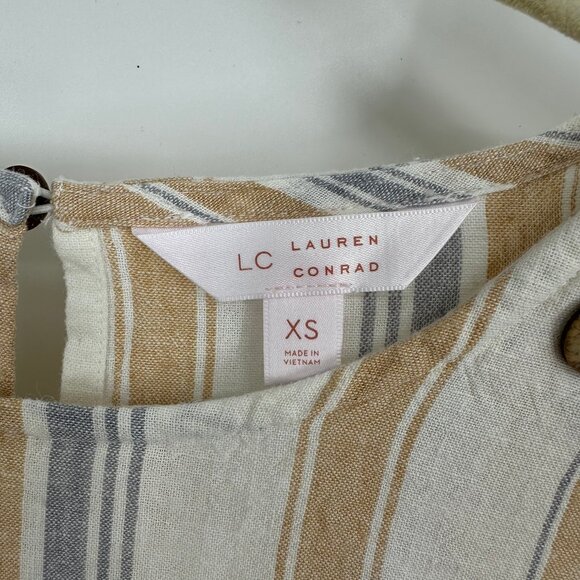 LC LAUREN
CONRAD
XS
MADE IN
VIETNAM